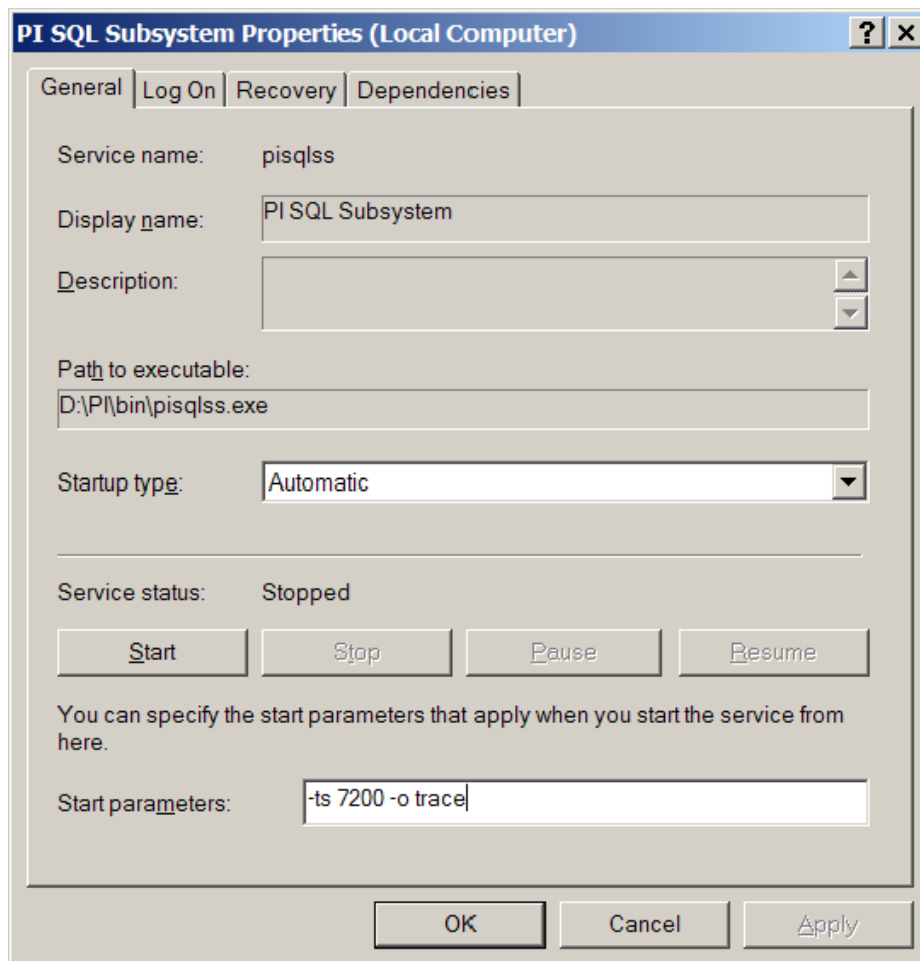 PI SQL Subsystem Properties (Local Computer)
General Log On Recovery Dependencies
Service name: pisqlss
Display name: PI SQL Subsystem
Description:
Path to executable:
D:\PI\bin\pisqlss.exe
Startup type: Automatic
Service status: Stopped
Start Stop Pause Resume
You can specify the start parameters that apply when you start the service from
here.
Start parameters: -ts 7200 -o trace
OK Cancel Apply